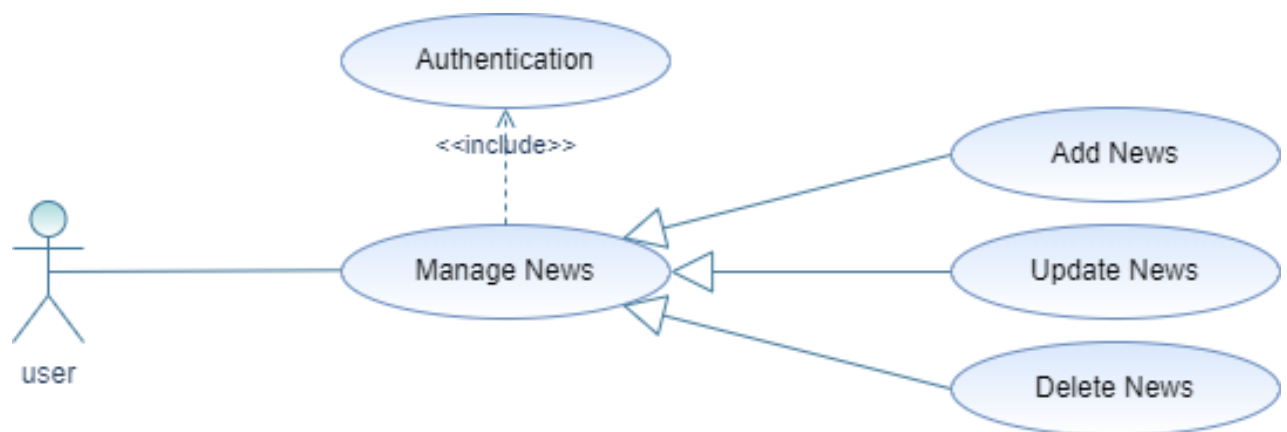 Authentication
<<include>>
Add News
Manage News
Update News
user
Delete News